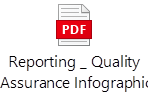 PDF
Reporting _ Quality
Assurance Infographic